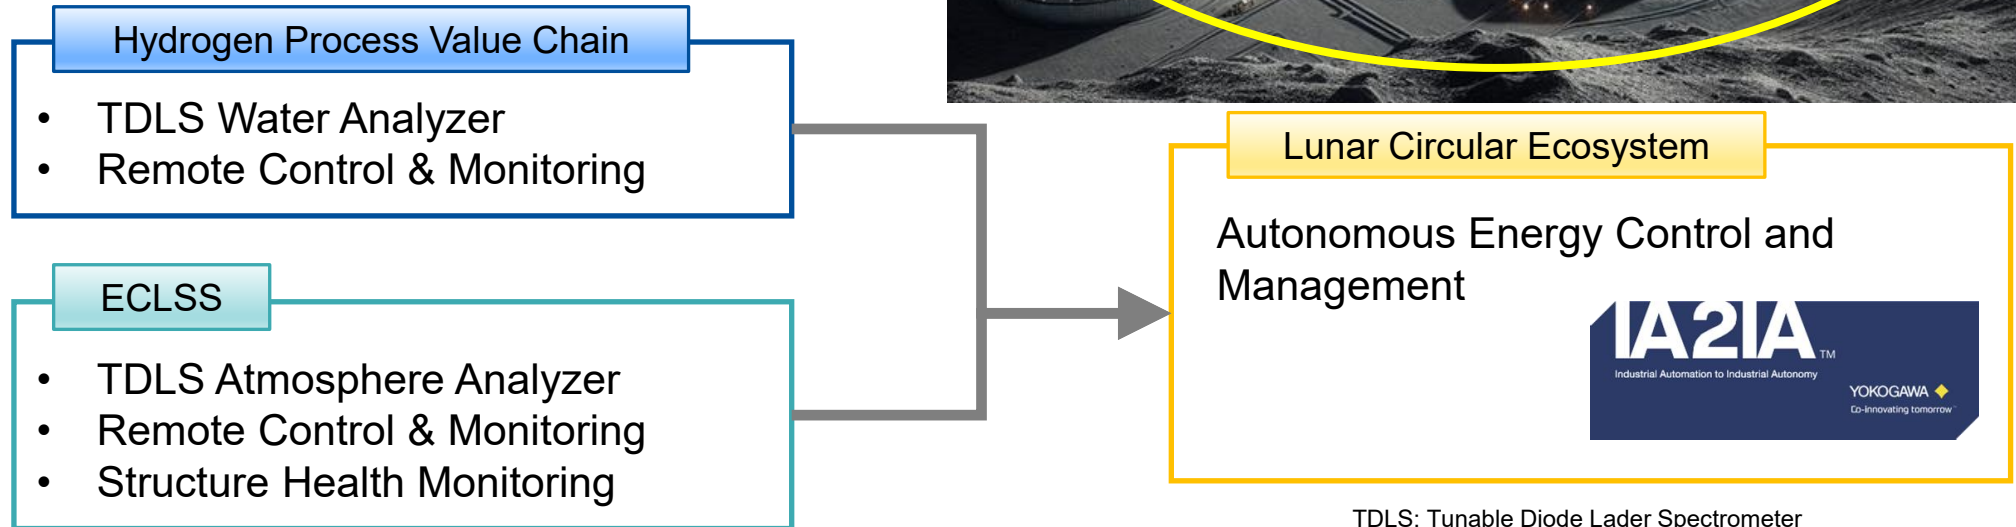 Hydrogen Process Value Chain
• TDLS Water Analyzer
• Remote Control & Monitoring
ECLSS
• TDLS Atmosphere Analyzer
• Remote Control & Monitoring
• Structure Health Monitoring
Lunar Circular Ecosystem
Autonomous Energy Control and
Management
IA2IA™
Industrial Automation to Industrial Autonomy
YOKOGAWA
Co-innovating tomorrow™
TDLS: Tunable Diode Lader Spectrometer